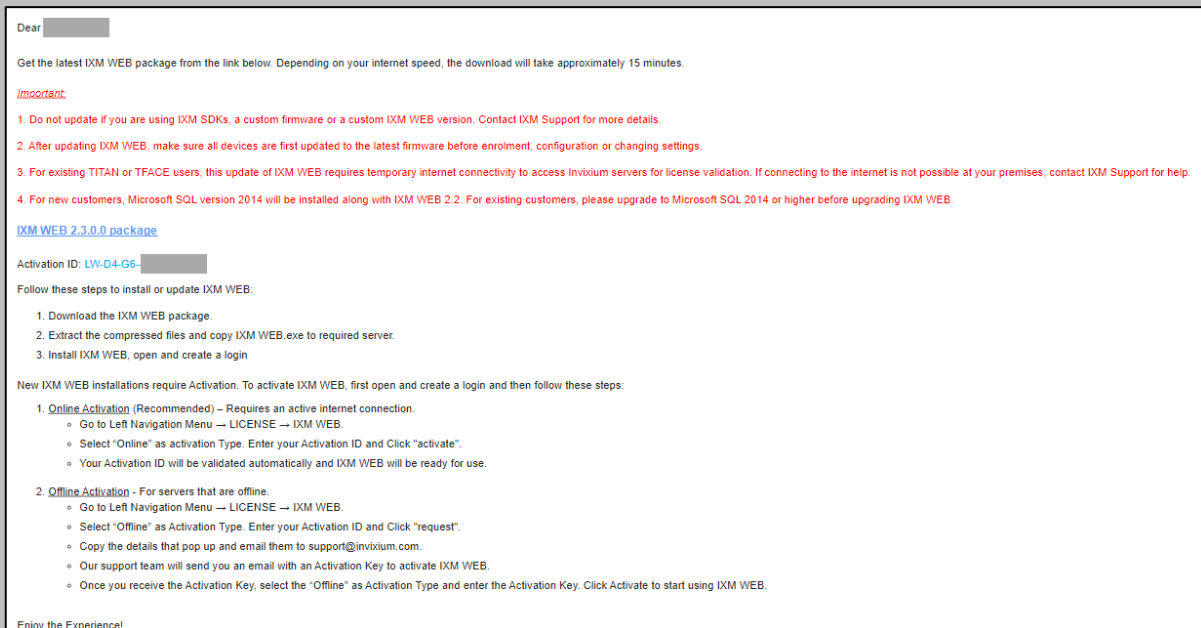 Dear
Get the latest IXM WEB package from the link below. Depending on your internet speed, the download will take approximately 15 minutes.
Important:
1. Do not update if you are using IXM SDKs, a custom firmware or a custom IXM WEB version. Contact IXM Support for more details.
2. After updating IXM WEB, make sure all devices are first updated to the latest firmware before enrolment, configuration or changing settings.
3. For existing TITAN or TFACE users, this update of IXM WEB requires temporary internet connectivity to access Invixium servers for license validation. If connecting to the internet is not possible at your premises, contact IXM Support for help.
4. For new customers, Microsoft SQL version 2014 will be installed along with IXM WEB 2.2. For existing customers, please upgrade to Microsoft SQL 2014 or higher before upgrading IXM WEB.
IXM WEB 2.3.0.0 package
Activation ID: LW-D4-G6-
Follow these steps to install or update IXM WEB:
1. Download the IXM WEB package.
2. Extract the compressed files and copy IXM WEB.exe to required server.
3. Install IXM WEB, open and create a login
New IXM WEB installations require Activation. To activate IXM WEB, first open and create a login and then follow these steps:
1. Online Activation (Recommended) – Requires an active internet connection.
∘ Go to Left Navigation Menu → LICENSE → IXM WEB.
∘ Select “Online” as activation Type. Enter your Activation ID and Click "activate".
∘ Your Activation ID will be validated automatically and IXM WEB will be ready for use.
2. Offline Activation - For servers that are offline.
∘ Go to Left Navigation Menu → LICENSE → IXM WEB.
∘ Select “Offline” as Activation Type. Enter your Activation ID and Click "request".
∘ Copy the details that pop up and email them to support@invixium.com.
∘ Our support team will send you an email with an Activation Key to activate IXM WEB.
∘ Once you receive the Activation Key, select the “Offline” as Activation Type and enter the Activation Key. Click Activate to start using IXM WEB.
Enjoy the Experience!